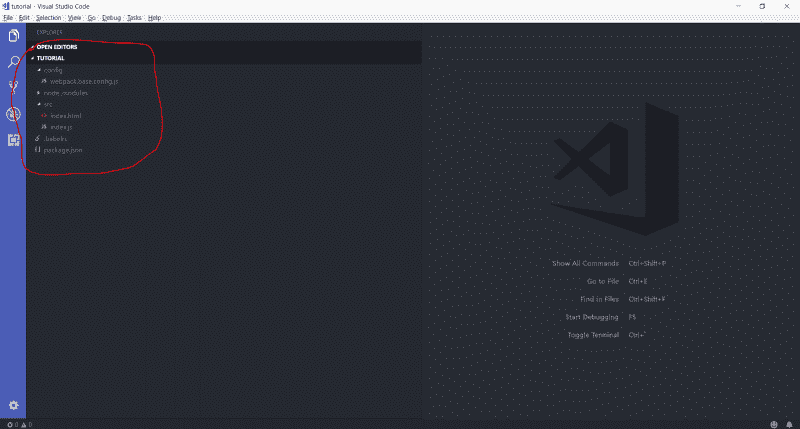 tutorial - Visual Studio Code
File Edit Selection View Go Debug Tasks Help
EXPLORER
OPEN EDITORS
TUTORIAL
config
webpack.base.config.js
node_modules
src
index.html
index.js
.babelrc
package.json
Show All Commands Ctrl+Shift+P
Go to File Ctrl+E
Find in Files Ctrl+Shift+F
Start Debugging F5
Toggle Terminal Ctrl+`
0 0